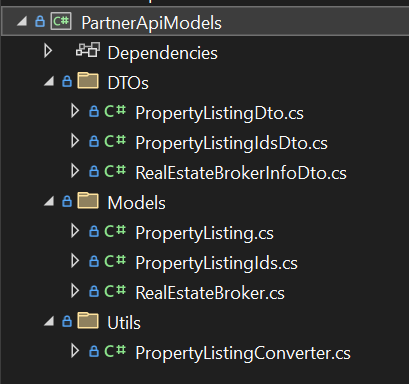 C# PartnerApiModels
Dependencies
DTOs
C# PropertyListingDto.cs
C# PropertyListingIdsDto.cs
C# RealEstateBrokerInfoDto.cs
Models
C# PropertyListing.cs
C# PropertyListingIds.cs
C# RealEstateBroker.cs
Utils
C# PropertyListingConverter.cs